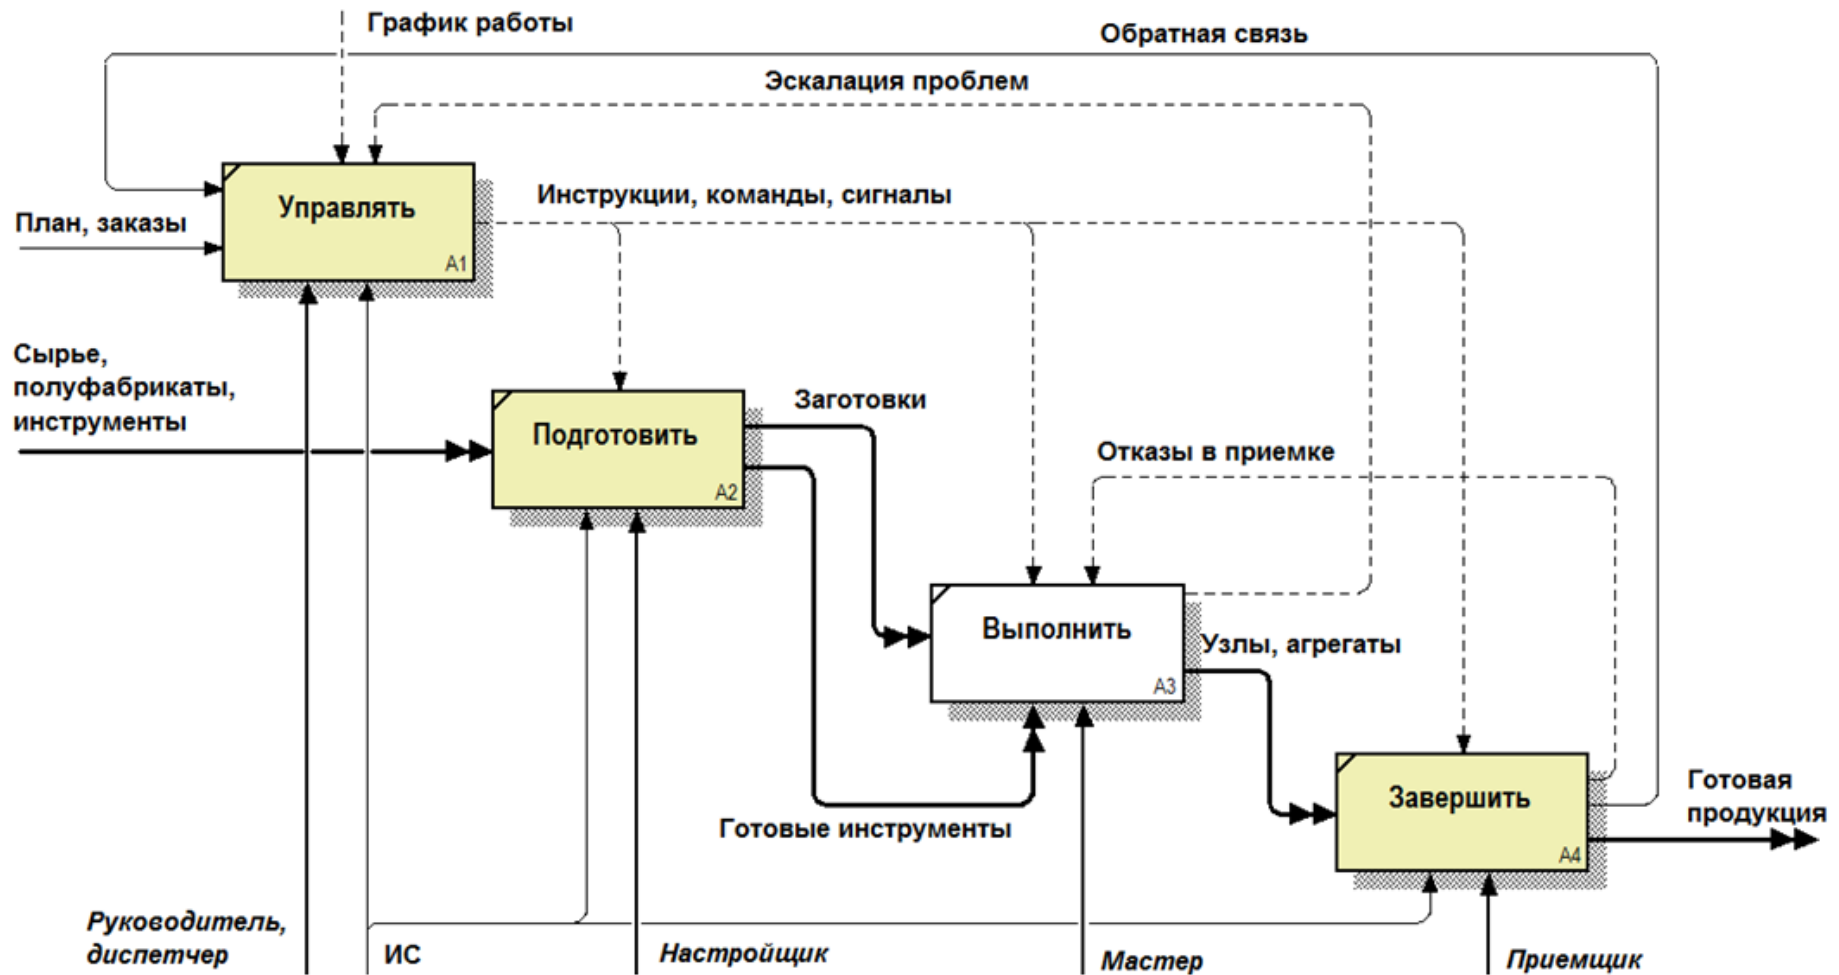 График работы
Обратная связь
Эскалация проблем
Управлять
A1
Инструкции, команды, сигналы
План, заказы
Сырье,
полуфабрикаты,
инструменты
Подготовить
A2
Заготовки
Отказы в приемке
Выполнить
A3
Узлы, агрегаты
Завершить
A4
Готовая
продукция
Готовые инструменты
Руководитель,
диспетчер
ИС
Настройщик
Мастер
Приемщик